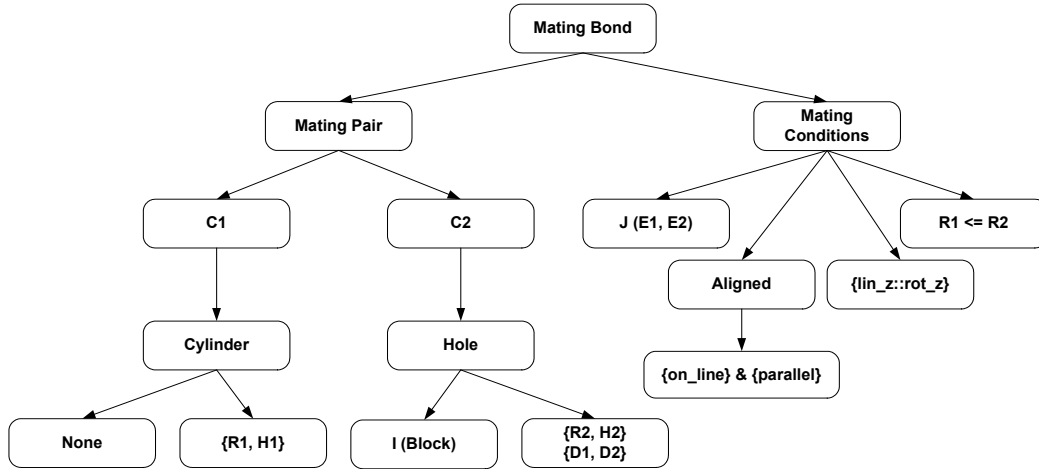 Mating Bond
Mating Pair
Mating
Conditions
C1
C2
J (E1, E2)
R1 <= R2
Aligned
{lin_z::rot_z}
Cylinder
Hole
{on_line} & {parallel}
None
{R1, H1}
I (Block)
{R2, H2}
{D1, D2}